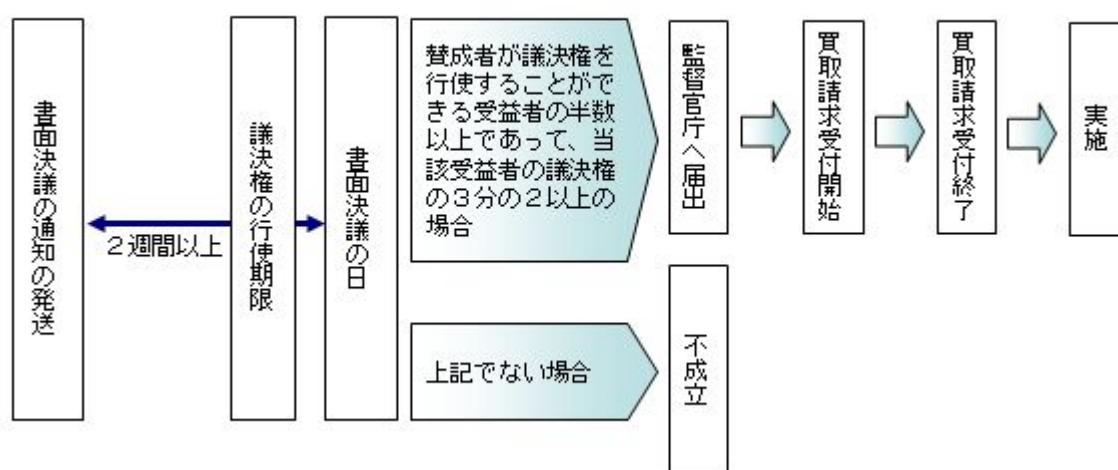 書面決議の通知の発送
２週間以上
議決権の行使期限
書面決議の日
賛成者が議決権を
行使することがで
きる受益者の半数
以上であって、当
該受益者の議決権
の３分の２以上の
場合
監督官庁へ届出
買取請求受付開始
買取請求受付終了
実施
上記でない場合
不成立